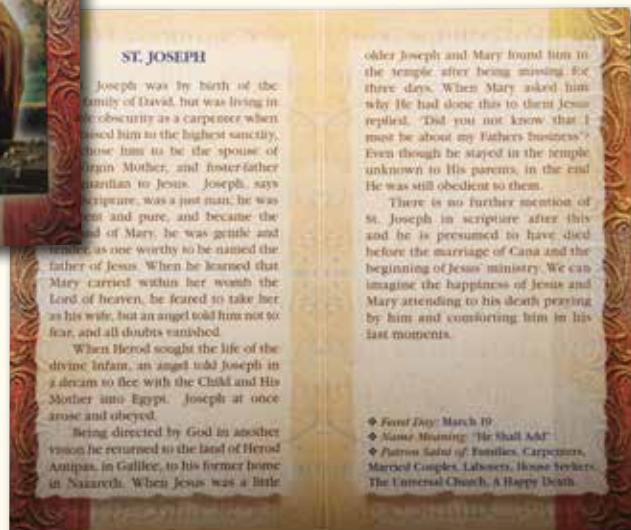 ST. JOSEPH
Joseph was by birth of the
family of David, but was living in
obscurity as a carpenter when
raised him to the highest sanctity,
chose him to be the spouse of
Virgin Mother, and foster-father
guardian to Jesus. Joseph, says
Scripture, was a just man, he was
and pure, and became the
of Mary, he was gentle and
tender, as one worthy to be named the
father of Jesus. When he learned that
Mary carried within her womb the
Lord of heaven, he feared to take her
as his wife, but an angel told him not to
fear, and all doubts vanished.
When Herod sought the life of the
divine Infant, an angel told Joseph in
a dream to flee with the Child and His
Mother into Egypt. Joseph at once
arose and obeyed.
Being directed by God in another
vision he returned to the land of Herod
Antipas, in Galilee, to his former home
in Nazareth. When Jesus was a little
older Joseph and Mary found him in
the temple after being missing for
three days. When Mary asked him
why He had done this to them Jesus
replied, "Did you not know that I
must be about my Fathers business"?
Even though he stayed in the temple
unknown to His parents, in the end
He was still obedient to them.
There is no further mention of
St. Joseph in scripture after this
and he is presumed to have died
before the marriage of Cana and the
beginning of Jesus' ministry. We can
imagine the happiness of Jesus and
Mary attending to his death praying
by him and comforting him in his
last moments.
❖ Feast Day: March 19
❖ Name Meaning: "He Shall Add"
❖ Patron Saint of: Families, Carpenters,
Married Couples, Laborers, House Seekers,
The Universal Church, A Happy Death.